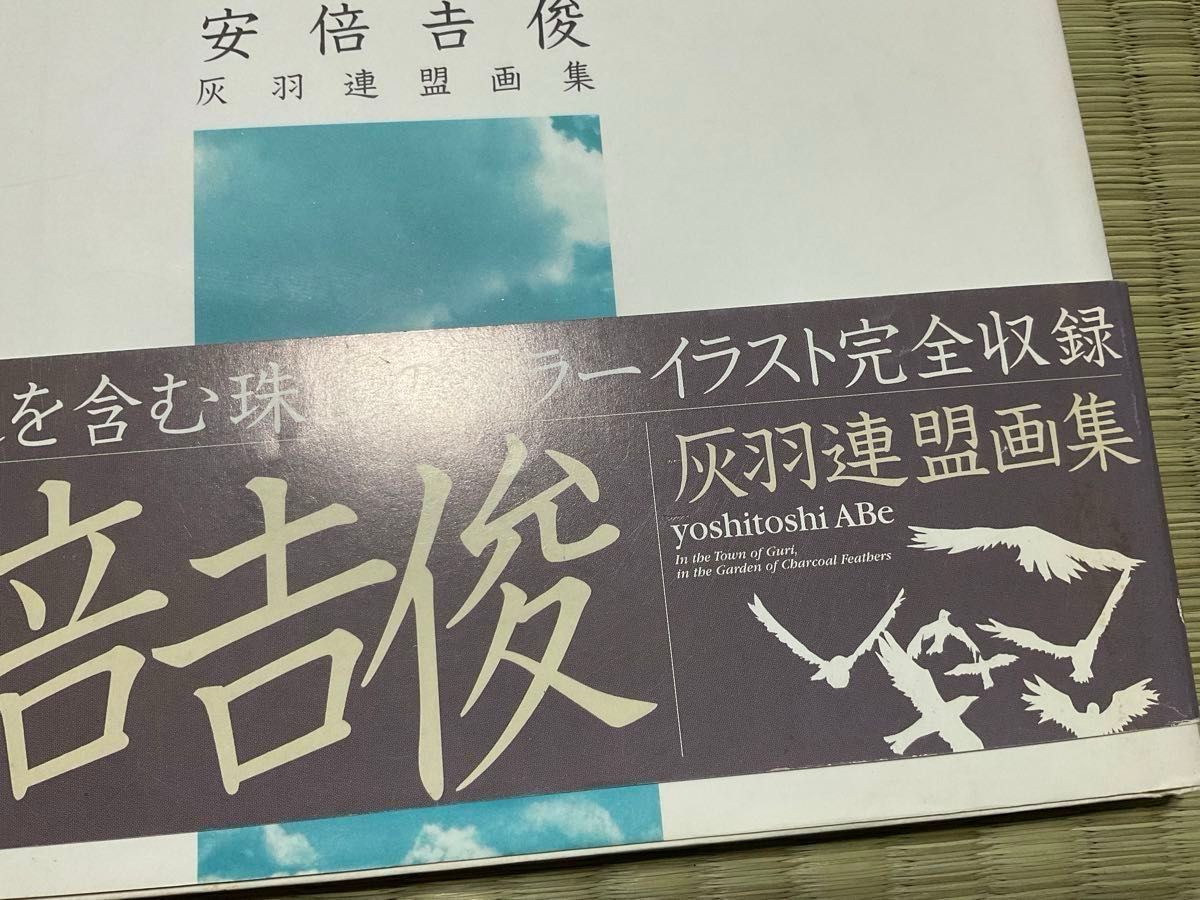 安倍𠮷俊
灰羽連盟画集
を含む珠
ラーイラスト完全収録
倍𠮷俊
灰羽連盟画集
yoshitoshi ABe
In the Town of Guri,
in the Garden of Charcoal Feathers